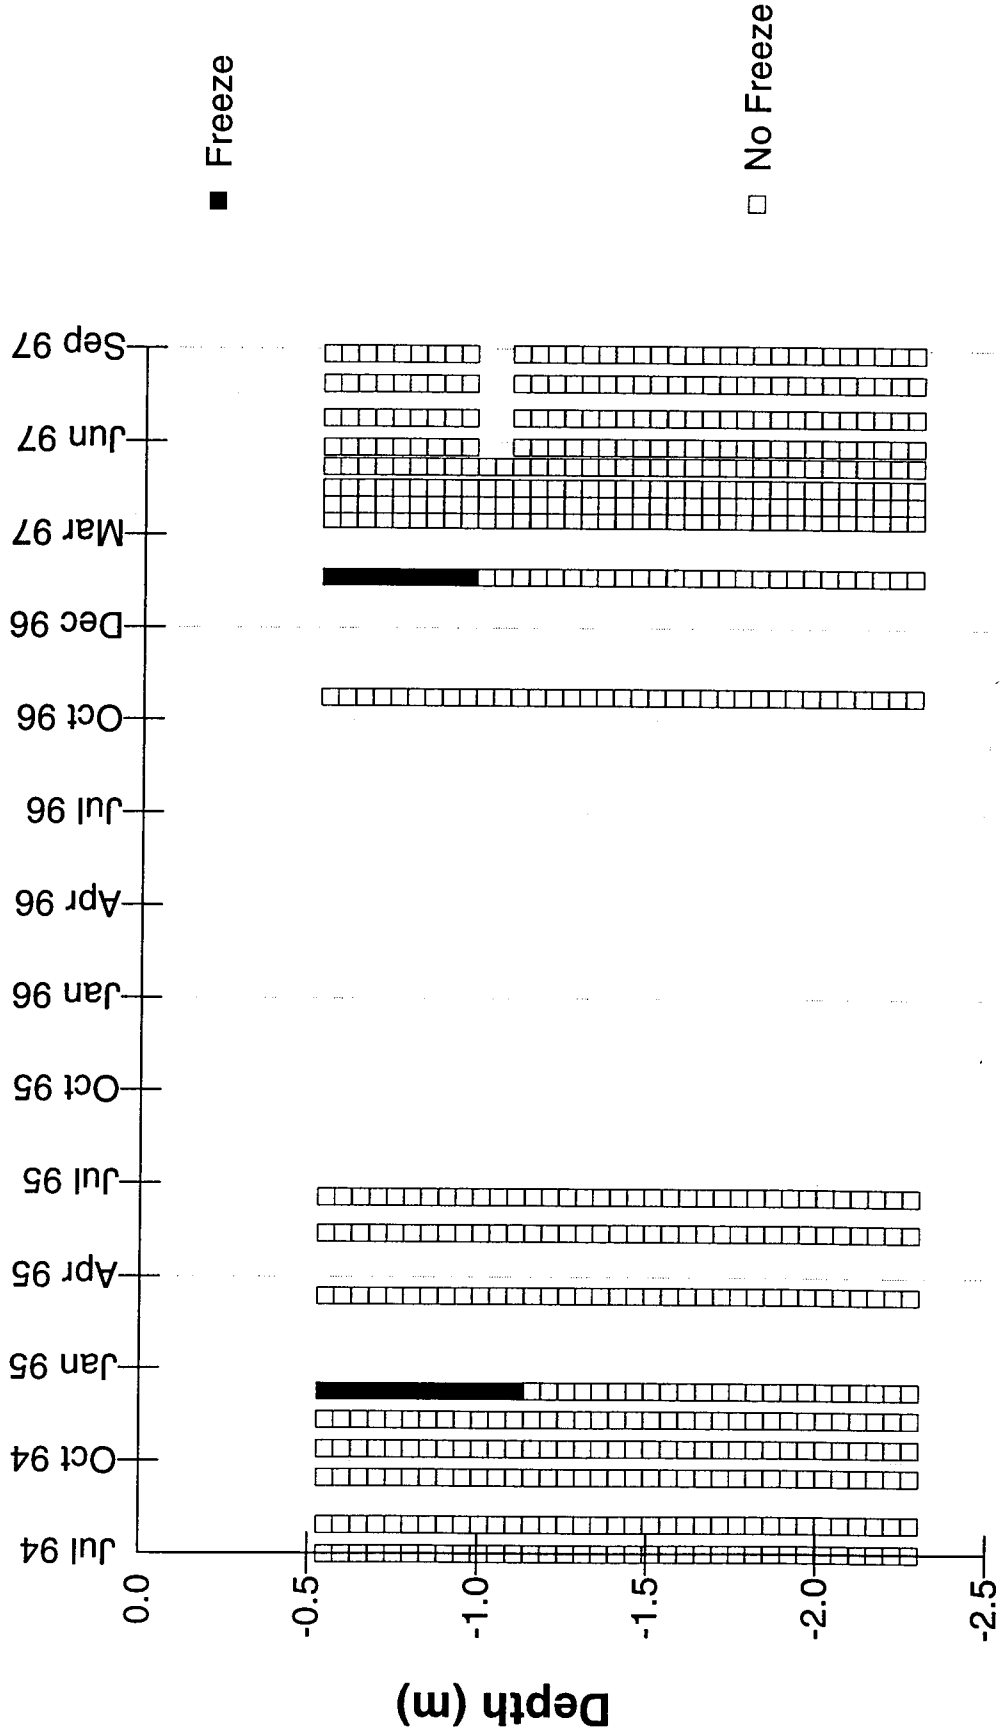 Jul 94
Oct 94
Jan 95
Apr 95
Jul 95
Oct 95
Jan 96
Apr 96
Jul 96
Oct 96
Dec 96
Mar 97
Jun 97
Sep 97
0.0
-0.5
-1.0
-1.5
-2.0
-2.5
Depth (m)
Freeze
No Freeze